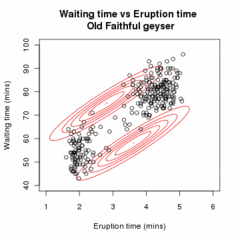 Waiting time vs Eruption time
Old Faithful geyser
100
90
80
70
60
50
40
Waiting time (mins)
1 2 3 4 5 6
Eruption time (mins)